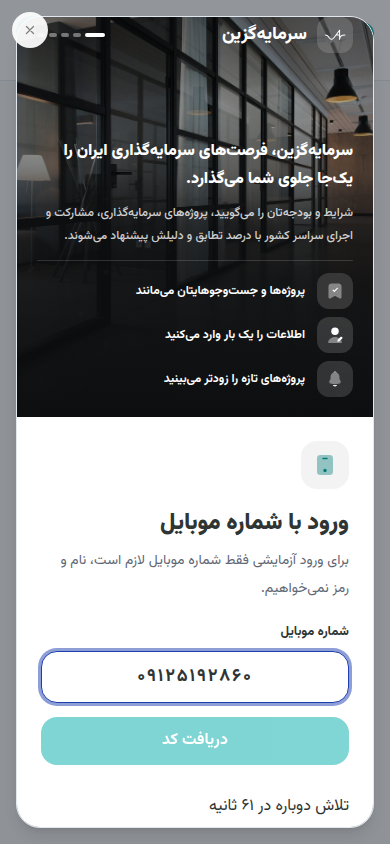 سرمایه‌گزین
سرمایه‌گزین، فرصت‌های سرمایه‌گذاری ایران را
یک‌جا جلوی شما می‌گذارد.
شرایط و بودجه‌تان را می‌گویید، پروژه‌های سرمایه‌گذاری، مشارکت و
اجرای سراسر کشور با درصد تطابق و دلیلش پیشنهاد می‌شوند.
پروژه‌ها و جست‌وجوهایتان می‌مانند
اطلاعات را یک بار وارد می‌کنید
پروژه‌های تازه را زودتر می‌بینید
ورود با شماره موبایل
برای ورود آزمایشی فقط شماره موبایل لازم است، نام و
رمز نمی‌خواهیم.
شماره موبایل
۰۹۱۲۵۱۹۲۸۶۰
دریافت کد
تلاش دوباره در ۶۱ ثانیه